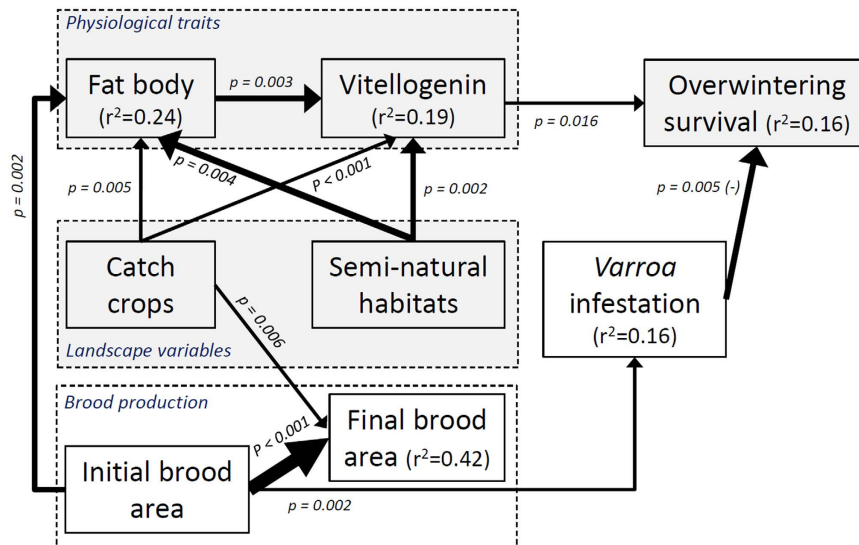 Physiological traits
Fat body
(r²=0.24)
p = 0.003
Vitellogenin
(r²=0.19)
p = 0.016
Overwintering
survival (r²=0.16)
p = 0.002
p = 0.005
p = 0.004
P < 0.001
p = 0.002
p = 0.005 (-)
Catch
crops
Semi-natural
habitats
Landscape variables
p = 0.006
Varroa
infestation
(r²=0.16)
Brood production
Initial brood
area
P < 0.001
Final brood
area (r²=0.42)
p = 0.002